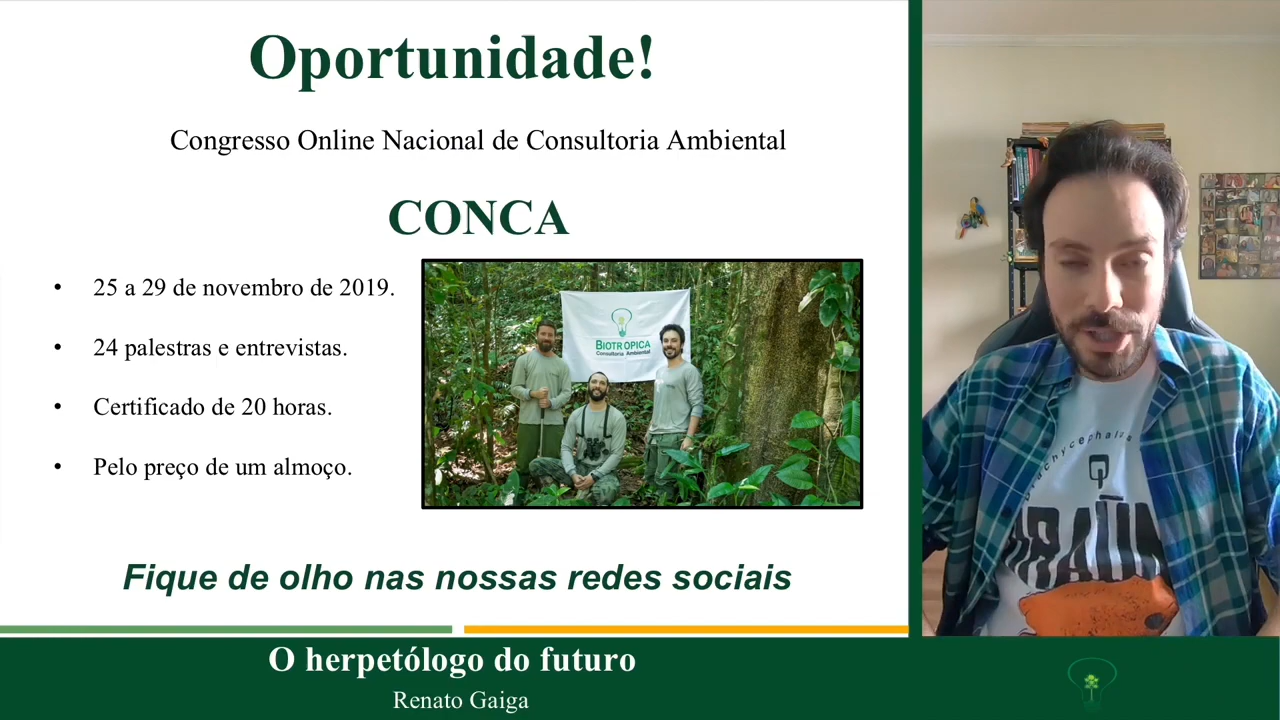 Oportunidade!
Congresso Online Nacional de Consultoria Ambiental
CONCA
• 25 a 29 de novembro de 2019.
• 24 palestras e entrevistas.
• Certificado de 20 horas.
• Pelo preço de um almoço.
BIOTROPICA
Consultoria Ambiental
Fique de olho nas nossas redes sociais
O herpetólogo do futuro
Renato Gaiga